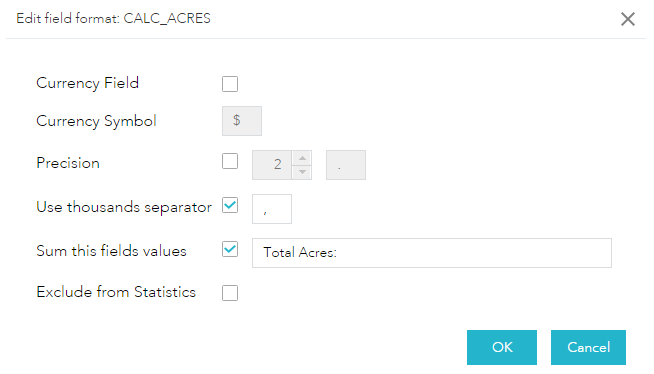 Edit field format: CALC_ACRES
Currency Field
Currency Symbol $
Precision 2 .
Use thousands separator ,
Sum this fields values Total Acres:
Exclude from Statistics
OK Cancel